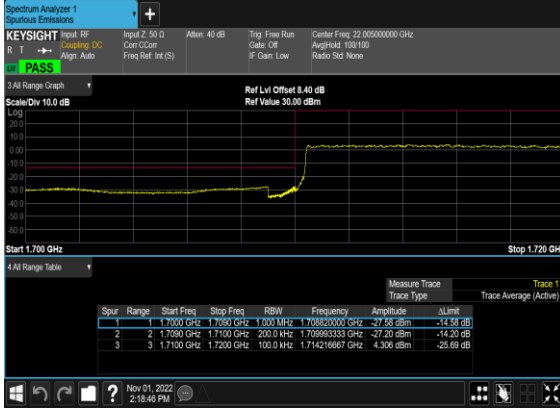 Spectrum Analyzer 1
Spurious Emissions
+
KEYSIGHT Input: RF Input Z: 50 Ω Atten: 40 dB Trig: Free Run Center Freq: 22.005000000 GHz
R T Coupling: DC Corr CCorr Gate: Off Avg|Hold: 100/100
Align: Auto Freq Ref: Int (S) IF Gain: Low Radio Std: None
LXI PASS
3 All Range Graph
Ref Lvl Offset 8.40 dB
Scale/Div 10.0 dB Ref Value 30.00 dBm
Log
20.0
10.0
0.00
-10.0
-20.0
-30.0
-40.0
-50.0
-60.0
Start 1.700 GHz Stop 1.720 GH
4 All Range Table
Measure Trace Trace 1
Trace Type Trace Average (Active)
Spur Range Start Freq Stop Freq RBW Frequency Amplitude ΔLimit
1 1 1.7000 GHz 1.7090 GHz 1.000 MHz 1.708820000 GHz -27.58 dBm -14.58 dB
2 2 1.7090 GHz 1.7100 GHz 200.0 kHz 1.709993333 GHz -27.20 dBm -14.20 dB
3 3 1.7100 GHz 1.7200 GHz 100.0 kHz 1.714216667 GHz 4.306 dBm -25.69 dB
? Nov 01, 2022
2:18:46 PM